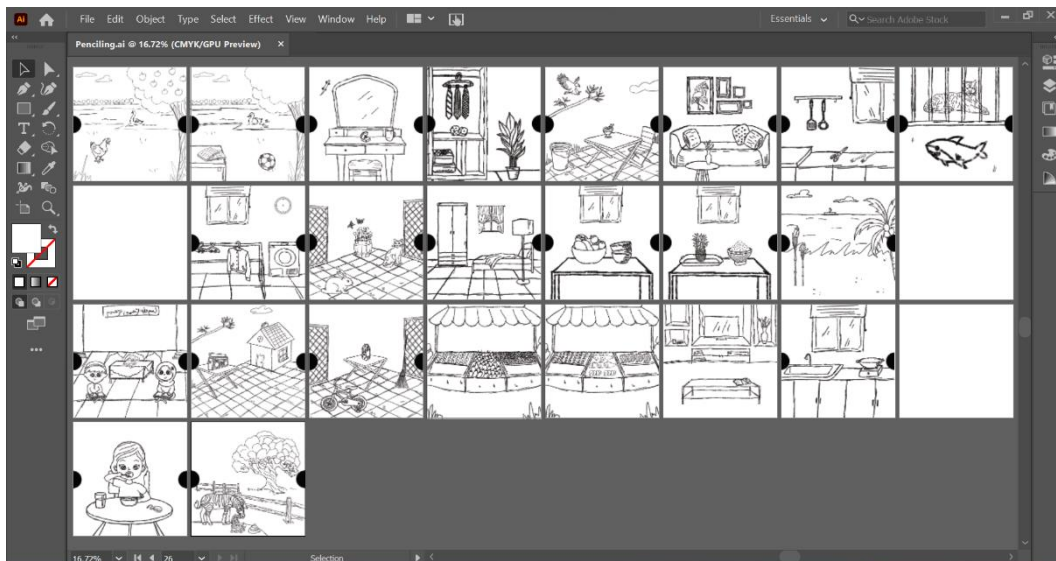 Ai File Edit Object Type Select Effect View Window Help Essentials Search Adobe Stock
Penciling.ai @ 16.72% (CMYK/GPU Preview) ×
16.72% 26 Selection